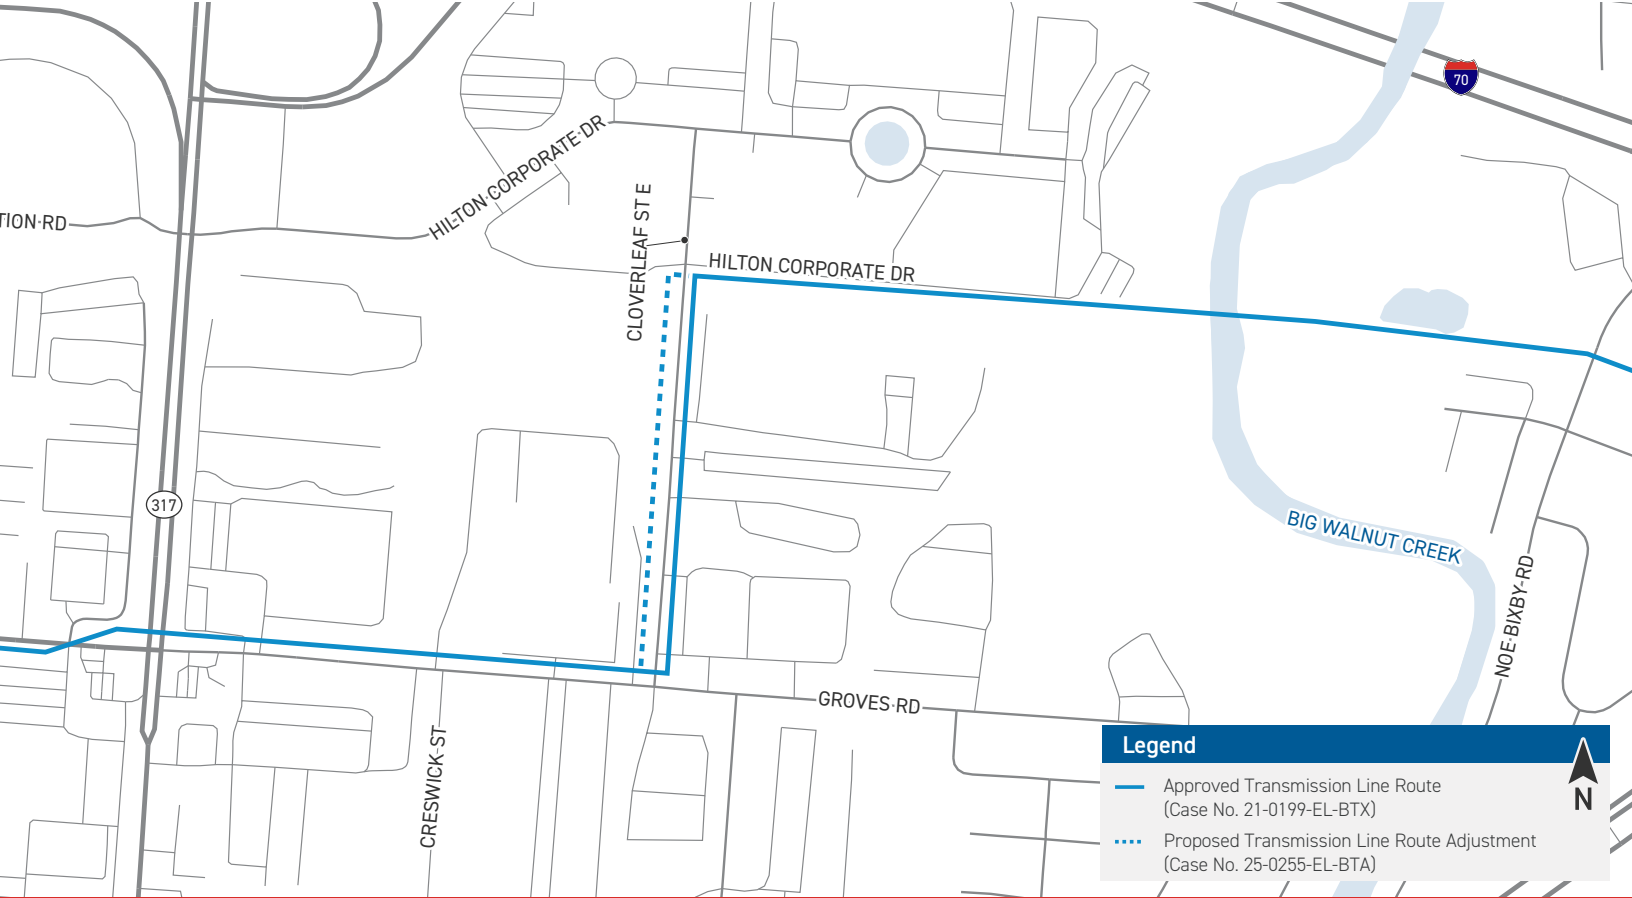 70
HILTON CORPORATE DR
CLOVERLEAF ST E
TION RD
HILTON CORPORATE DR
317
BIG WALNUT CREEK
NOE BIXBY RD
GROVES RD
CRESWICK ST
Legend
Approved Transmission Line Route
(Case No. 21-0199-EL-BTX)
Proposed Transmission Line Route Adjustment
(Case No. 25-0255-EL-BTA)
N